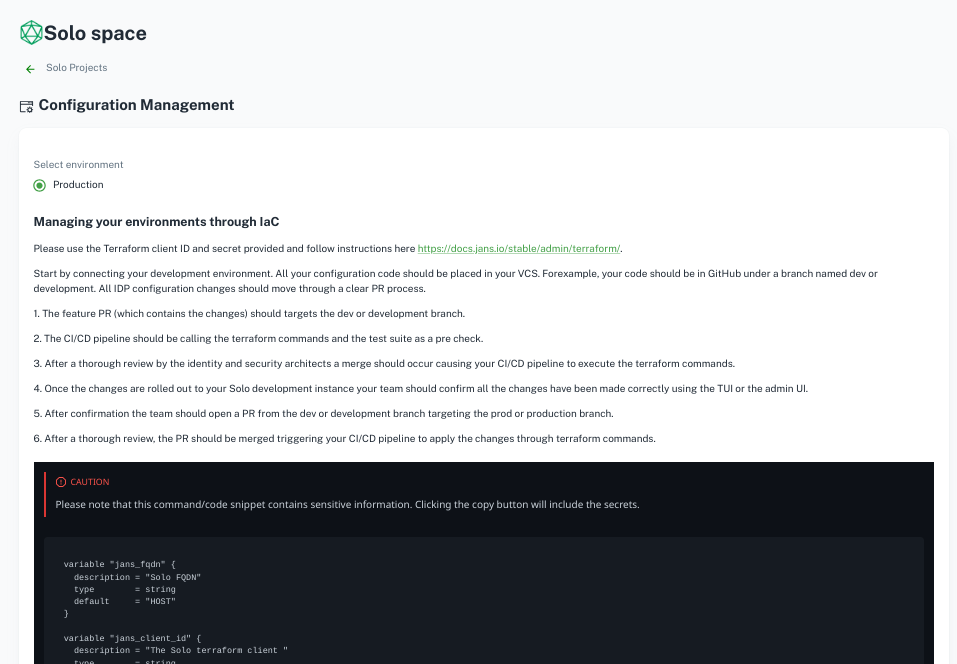 Solo space
Solo Projects
Configuration Management
Select environment
Production
Managing your environments through IaC
Please use the Terraform client ID and secret provided and follow instructions here https://docs.jans.io/stable/admin/terraform/.
Start by connecting your development environment. All your configuration code should be placed in your VCS. Forexample, your code should be in GitHub under a branch named dev or
development. All IDP configuration changes should move through a clear PR process.
1. The feature PR (which contains the changes) should targets the dev or development branch.
2. The CI/CD pipeline should be calling the terraform commands and the test suite as a pre check.
3. After a thorough review by the identity and security architects a merge should occur causing your CI/CD pipeline to execute the terraform commands.
4. Once the changes are rolled out to your Solo development instance your team should confirm all the changes have been made correctly using the TUI or the admin UI.
5. After confirmation the team should open a PR from the dev or development branch targeting the prod or production branch.
6. After a thorough review, the PR should be merged triggering your CI/CD pipeline to apply the changes through terraform commands.
CAUTION
Please note that this command/code snippet contains sensitive information. Clicking the copy button will include the secrets.
variable "jans_fqdn" {
  description = "Solo FQDN"
  type        = string
  default     = "HOST"
}
variable "jans_client_id" {
  description = "The Solo terraform client "
  type        = string